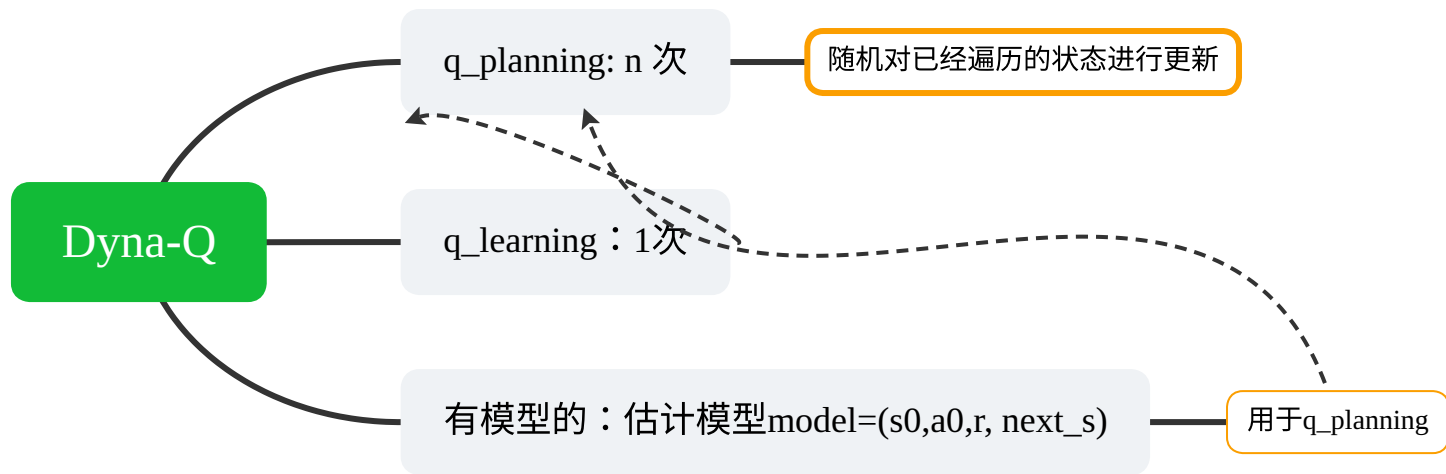 q_planning: n 次
随机对已经遍历的状态进行更新
Dyna-Q
q_learning：1次
有模型的：估计模型model=(s0,a0,r, next_s)
用于q_planning